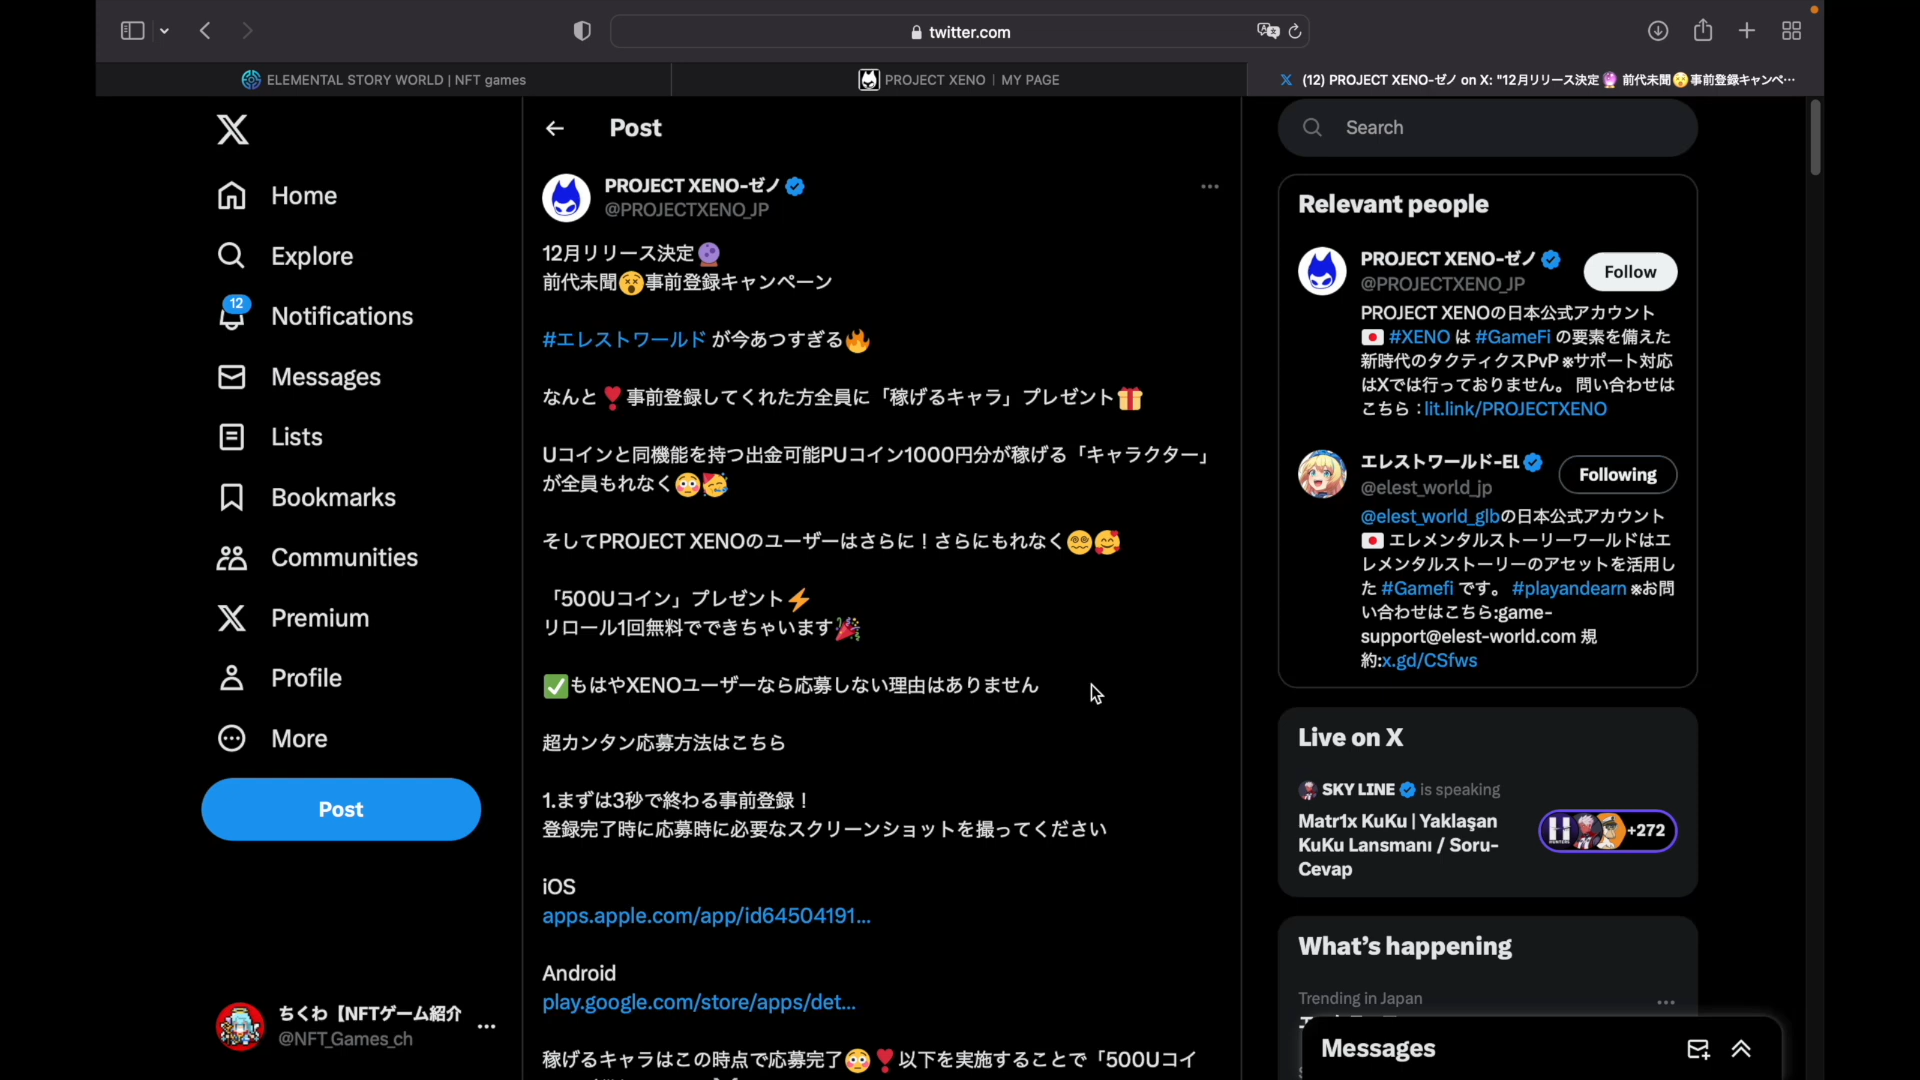 twitter.com
ELEMENTAL STORY WORLD | NFT games
PROJECT XENO | MY PAGE
(12) PROJECT XENO-ゼノ on X: "12月リリース決定🔮 前代未聞😵事前登録キャンペ…
Home
Explore
12
Notifications
Messages
Lists
Bookmarks
Communities
Premium
Profile
More
Post
ちくわ【NFTゲーム紹介
@NFT_Games_ch
Post
PROJECT XENO-ゼノ
@PROJECTXENO_JP
12月リリース決定🔮
前代未聞😵事前登録キャンペーン
#エレストワールド が今あつすぎる🔥
なんと❣️事前登録してくれた方全員に「稼げるキャラ」プレゼント🎁
Uコインと同機能を持つ出金可能PUコイン1000円分が稼げる「キャラクター」
が全員もれなく😳🥳
そしてPROJECT XENOのユーザーはさらに！さらにもれなく😵‍💫🥰
「500Uコイン」プレゼント⚡
リロール1回無料でできちゃいます🎉
✅もはやXENOユーザーなら応募しない理由はありません
超カンタン応募方法はこちら
1.まずは3秒で終わる事前登録！
登録完了時に応募時に必要なスクリーンショットを撮ってください
iOS
apps.apple.com/app/id64504191…
Android
play.google.com/store/apps/det…
稼げるキャラはこの時点で応募完了😳❣️以下を実施することで「500Uコイ
Search
Relevant people
PROJECT XENO-ゼノ
Follow
@PROJECTXENO_JP
PROJECT XENOの日本公式アカウント
🇯🇵 #XENO は #GameFi の要素を備えた
新時代のタクティクスPvP ※サポート対応
はXでは行っておりません。 問い合わせは
こちら：lit.link/PROJECTXENO
エレストワールド-EL
Following
@elest_world_jp
@elest_world_glbの日本公式アカウント
🇯🇵 エレメンタルストーリーワールドはエ
レメンタルストーリーのアセットを活用し
た #Gamefi です。 #playandearn ※お問
い合わせはこちら:game-
support@elest-world.com 規
約:x.gd/CSfws
Live on X
SKY LINE is speaking
Matr1x KuKu | Yaklaşan
KuKu Lansmanı / Soru-
Cevap
+272
What's happening
Trending in Japan
Messages